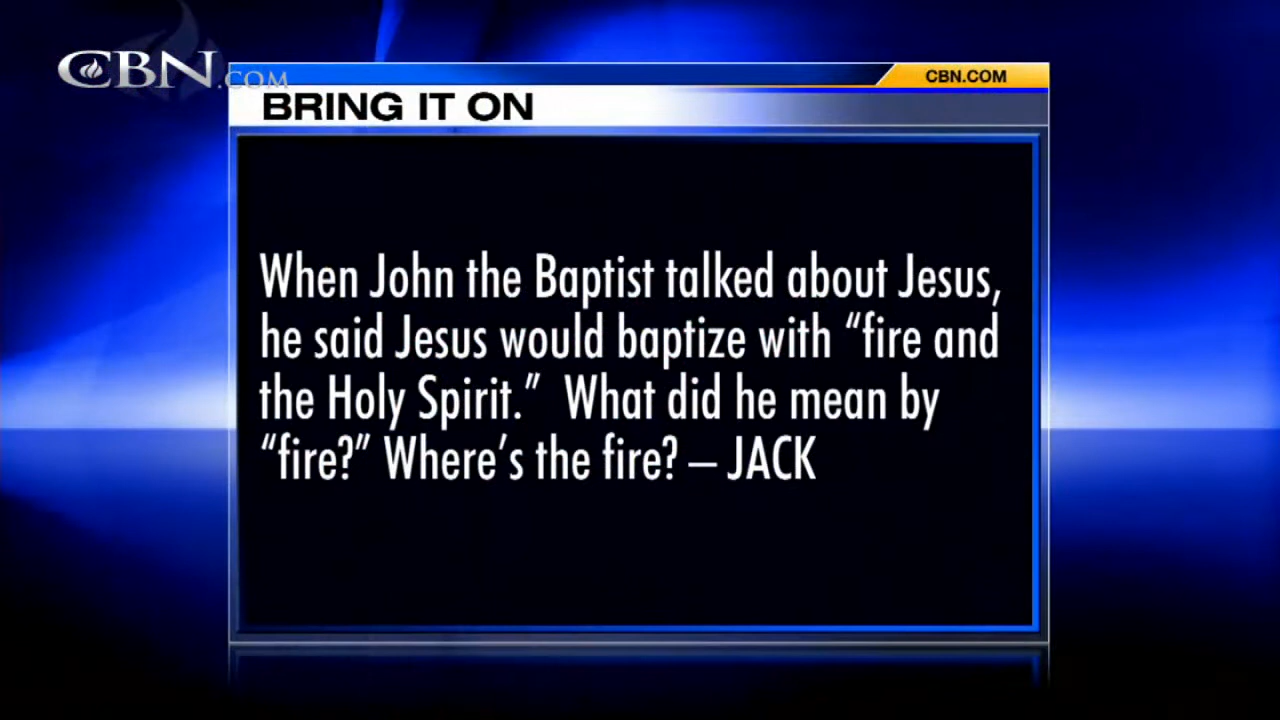 CBN.COM
CBN.COM
BRING IT ON
When John the Baptist talked about Jesus,
he said Jesus would baptize with “fire and
the Holy Spirit.”  What did he mean by
“fire?” Where’s the fire? – JACK